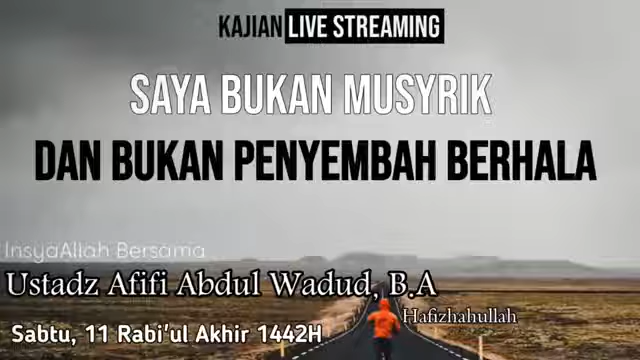 KAJIAN LIVE STREAMING
SAYA BUKAN MUSYRIK
DAN BUKAN PENYEMBAH BERHALA
InsyaAllah Bersama
Ustadz Afifi Abdul Wadud, B.A
Hafizhahullah
Sabtu, 11 Rabi'ul Akhir 1442H